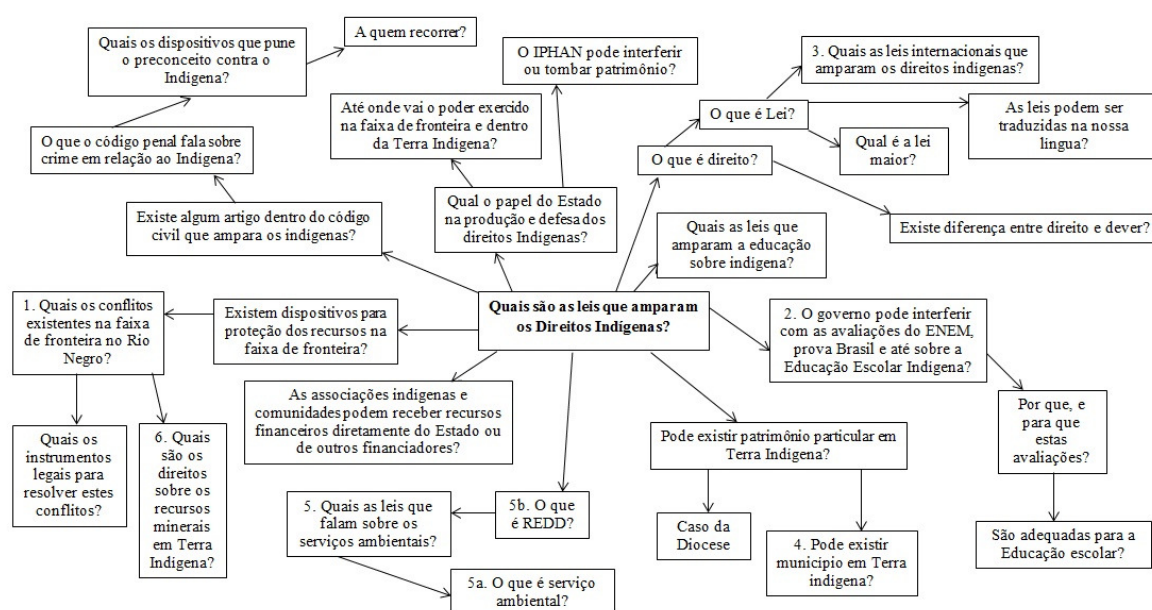 Quais os dispositivos que pune
o preconceito contra o
Indígena?
A quem recorrer?
O IPHAN pode interferir
ou tombar patrimônio?
3. Quais as leis internacionais que
amparam os direitos indígenas?
O que é Lei?
As leis podem ser
traduzidas na nossa
lingua?
Até onde vai o poder exercido
na faixa de fronteira e dentro
da Terra Indígena?
O que o código penal fala sobre
crime em relação ao Indígena?
Qual é a lei
maior?
O que é direito?
Existe algum artigo dentro do código
civil que ampara os indígenas?
Qual o papel do Estado
na produção e defesa dos
direitos Indígenas?
Quais as leis que
amparam a educação
sobre indígena?
Existe diferença entre direito e dever?
Quais são as leis que amparam
os Direitos Indígenas?
1. Quais os conflitos
existentes na faixa
de fronteira no Rio
Negro?
Existem dispositivos para
proteção dos recursos na
faixa de fronteira?
2. O governo pode interferir
com as avaliações do ENEM,
prova Brasil e até sobre a
Educação Escolar Indígena?
As associações indígenas e
comunidades podem receber recursos
financeiros diretamente do Estado ou
de outros financiadores?
Por que, e
para que
estas
avaliações?
Quais os
instrumentos
legais para
resolver estes
conflitos?
6. Quais
são os
direitos
sobre os
recursos
minerais
em Terra
Indígena?
Pode existir patrimônio particular em
Terra Indígena?
5. Quais as leis que
falam sobre os
serviços ambientais?
5b. O que
é REDD?
Caso da
Diocese
4. Pode existir
municipio em Terra
indígena?
São adequadas para a
Educação escolar?
5a. O que é serviço
ambiental?